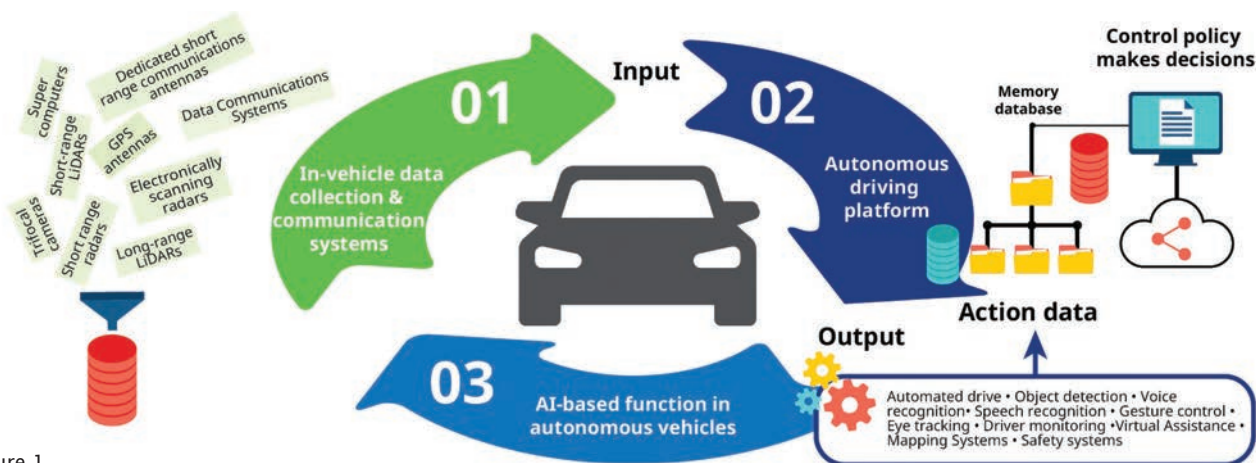 Super
computers
Dedicated short
range communications
antennas
Data Communications
Systems
Short-range
LiDARs
GPS
antennas
Electronically
scanning
radars
Trifocal
cameras
Short range
radars
Long-range
LiDARs
01
In-vehicle data
collection &
communication
systems
Input
02
Autonomous
driving
platform
Memory
database
Control policy
makes decisions
Action data
Output
03
AI-based function in
autonomous vehicles
Automated drive • Object detection • Voice
recognition• Speech recognition • Gesture control •
Eye tracking • Driver monitoring •Virtual Assistance •
Mapping Systems • Safety systems